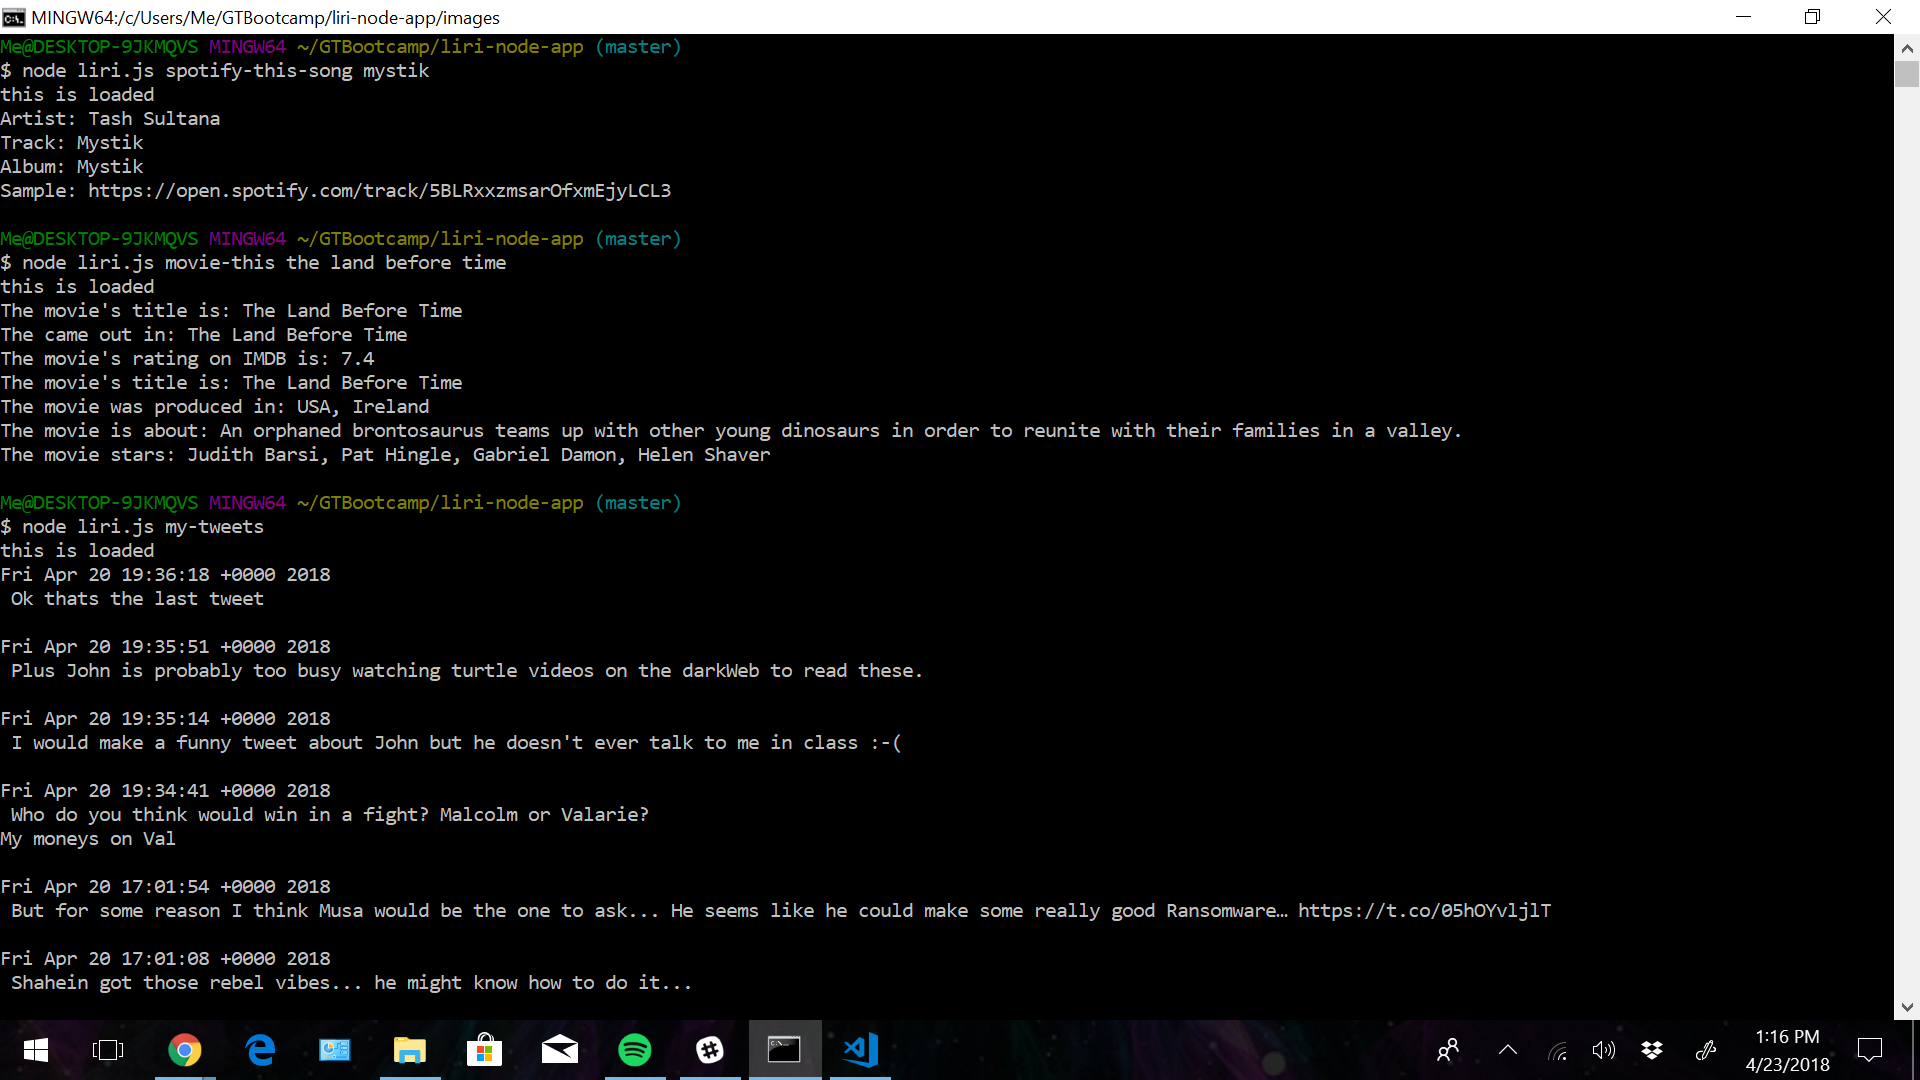 MINGW64:/c/Users/Me/GTBootcamp/liri-node-app/images
Me@DESKTOP-9JKMQVS MINGW64 ~/GTBootcamp/liri-node-app (master)
$ node liri.js spotify-this-song mystik
this is loaded
Artist: Tash Sultana
Track: Mystik
Album: Mystik
Sample: https://open.spotify.com/track/5BLRxxzmsarOfxmEjyLCL3
Me@DESKTOP-9JKMQVS MINGW64 ~/GTBootcamp/liri-node-app (master)
$ node liri.js movie-this the land before time
this is loaded
The movie's title is: The Land Before Time
The came out in: The Land Before Time
The movie's rating on IMDB is: 7.4
The movie's title is: The Land Before Time
The movie was produced in: USA, Ireland
The movie is about: An orphaned brontosaurus teams up with other young dinosaurs in order to reunite with their families in a valley.
The movie stars: Judith Barsi, Pat Hingle, Gabriel Damon, Helen Shaver
Me@DESKTOP-9JKMQVS MINGW64 ~/GTBootcamp/liri-node-app (master)
$ node liri.js my-tweets
this is loaded
Fri Apr 20 19:36:18 +0000 2018
Ok thats the last tweet
Fri Apr 20 19:35:51 +0000 2018
Plus John is probably too busy watching turtle videos on the darkWeb to read these.
Fri Apr 20 19:35:14 +0000 2018
I would make a funny tweet about John but he doesn't ever talk to me in class :-(
Fri Apr 20 19:34:41 +0000 2018
Who do you think would win in a fight? Malcolm or Valarie?
My moneys on Val
Fri Apr 20 17:01:54 +0000 2018
But for some reason I think Musa would be the one to ask... He seems like he could make some really good Ransomware… https://t.co/05hOYvljlT
Fri Apr 20 17:01:08 +0000 2018
Shahein got those rebel vibes... he might know how to do it...
1:16 PM
4/23/2018